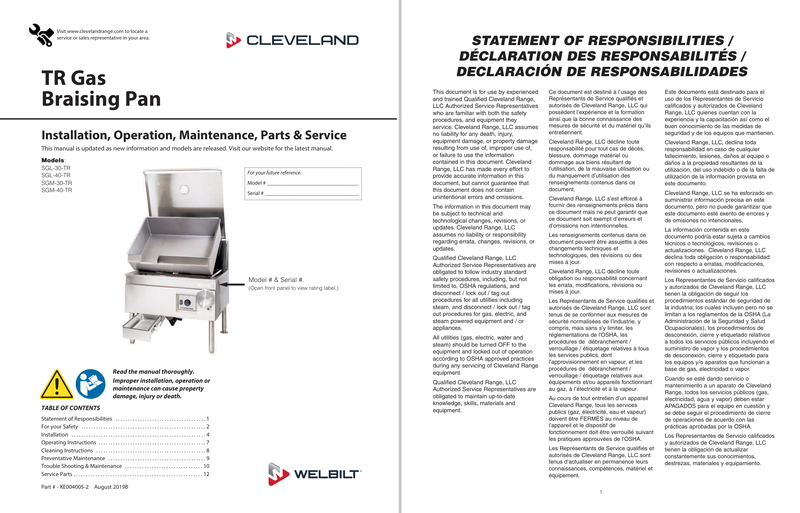 Visit www.clevelandrange.com to locate a
service or sales representative in your area.
CLEVELAND
TR Gas
Braising Pan
Installation, Operation, Maintenance, Parts & Service
This manual is updated as new information and models are released. Visit our website for the latest manual.
Models:
SGL-30-TR
SGL-40-TR
SGM-30-TR
SGM-40-TR
For your future reference.
Model #
Serial #
Model # & Serial #.
(Open front panel to view rating label.)
Read the manual thoroughly.
Improper installation, operation or
maintenance can cause property
damage, injury or death.
TABLE OF CONTENTS
Statement of Responsibilities . . . 1
For your Safety . . . 2
Installation . . . 4
Operating Instructions . . . 7
Cleaning Instructions . . . 8
Preventative Maintenance . . . 9
Trouble Shooting & Maintenance . . . 10
Service Parts . . . 12
WELBILT
Part # - KE004005-2 August 2019B
STATEMENT OF RESPONSIBILITIES /
DÉCLARATION DES RESPONSABILITÉS /
DECLARACIÓN DE RESPONSABILIDADES
This document is for use by experienced
and trained Qualified Cleveland Range,
LLC Authorized Service Representatives
who are familiar with both the safety
procedures, and equipment they
service. Cleveland Range, LLC assumes
no liability for any death, injury,
equipment damage, or property damage
resulting from use of, improper use of,
or failure to use the information
contained in this document. Cleveland
Range, LLC has made every effort to
provide accurate information in this
document, but cannot guarantee that
this document does not contain
unintentional errors and omissions.
The information in this document may
be subject to technical and
technological changes, revisions, or
updates. Cleveland Range, LLC
assumes no liability or responsibility
regarding errata, changes, revisions, or
updates.
Qualified Cleveland Range, LLC
Authorized Service Representatives are
obligated to follow industry standard
safety procedures, including, but not
limited to, OSHA regulations, and
disconnect / lock out / tag out
procedures for all utilities including
steam, and disconnect / lock out / tag
out procedures for gas, electric, and
steam powered equipment and / or
appliances.
All utilities (gas, electric, water and
steam) should be turned OFF to the
equipment and locked out of operation
according to OSHA approved practices
during any servicing of Cleveland Range
equipment
Qualified Cleveland Range, LLC
Authorized Service Representatives are
obligated to maintain up-to-date
knowledge, skills, materials and
equipment.
Ce document est destiné à l'usage des
Représentants de Service qualifiés et
autorisés de Cleveland Range, LLC qui
possèdent l'expérience et la formation
ainsi que la bonne connaissance des
mesures de sécurité et du matériel qu'ils
entretiennent.
Cleveland Range, LLC décline toute
responsabilité pour tout cas de décès,
blessure, dommage matériel ou
dommage aux biens résultant de
l'utilisation, de la mauvaise utilisation ou
du manquement d'utilisation des
renseignements contenus dans ce
document.
Cleveland Range, LLC s'est efforcé à
fournir des renseignements précis dans
ce document mais ne peut garantir que
ce document soit exempt d'erreurs et
d'omissions non intentionnelles.
Les renseignements contenus dans ce
document peuvent être assujettis à des
changements techniques et
technologiques, des révisions ou des
mises à jour.
Cleveland Range, LLC décline toute
obligation ou responsabilité concernant
les errata, modifications, révisions ou
mises à jour.
Les Représentants de Service qualifiés et
autorisés de Cleveland Range, LLC sont
tenus de se conformer aux mesures de
sécurité normalisées de l'industrie, y
compris, mais sans s'y limiter, les
réglementations de l'OSHA, les
procédures de débranchement /
verrouillage / étiquetage relatives à tous
les services publics, dont
l'approvisionnement en vapeur, et les
procédures de débranchement /
verrouillage / étiquetage relatives aux
équipements et/ou appareils fonctionnant
au gaz, à l'électricité et à la vapeur.
Au cours de tout entretien d'un appareil
Cleveland Range, tous les services
publics (gaz, électricité, eau et vapeur)
doivent être FERMÉS au niveau de
l'appareil et le dispositif de
fonctionnement doit être verrouillé suivant
les pratiques approuvées de l'OSHA.
Les Représentants de Service qualifiés et
autorisés de Cleveland Range, LLC sont
tenus d'actualiser en permanence leurs
connaissances, compétences, matériel et
équipement.
Este documento está destinado para el
uso de los Representantes de Servicio
calificados y autorizados de Cleveland
Range, LLC quienes cuentan con la
experiencia y la capacitación así como el
buen conocimiento de las medidas de
seguridad y de los equipos que mantienen.
Cleveland Range, LLC, declina toda
responsabilidad en caso de cualquier
fallecimiento, lesiones, daños al equipo o
daños a la propiedad resultantes de la
utilización, del uso indebido o de la falta de
utilización de la información provista en
este documento.
Cleveland Range, LLC se ha esforzado en
suministrar información precisa en este
documento, pero no puede garantizar que
este documento esté exento de errores y
de omisiones no intencionales.
La información contenida en este
documento podría estar sujeta a cambios
técnicos o tecnológicos, revisiones o
actualizaciones. Cleveland Range, LLC
declina toda obligación o responsabilidad
con respecto a erratas, modificaciones,
revisiones o actualizaciones.
Los Representantes de Servicio calificados
y autorizados de Cleveland Range, LLC
tienen la obligación de seguir los
procedimientos estándar de seguridad de
la industria; los cuales incluyen pero no se
limitan a los reglamentos de la OSHA (La
Administración de la Seguridad y Salud
Ocupacionales), los procedimientos de
desconexión, cierre y etiquetado relativos
a todos los servicios públicos incluyendo el
suministro de vapor y los procedimientos
de desconexión, cierre y etiquetado para
los equipos y/o aparatos que funcionan a
base de gas, electricidad o vapor.
Cuando se esté dando servicio o
mantenimiento a un aparato de Cleveland
Range, todos los servicios públicos (gas,
electricidad, agua y vapor) deben estar
APAGADOS para el equipo en cuestión y
se debe seguir el procedimiento de cierre
de operaciones de acuerdo con las
prácticas aprobadas por la OSHA.
Los Representantes de Servicio calificados
y autorizados de Cleveland Range, LLC
tienen la obligación de actualizar
constantemente sus conocimientos,
destrezas, materiales y equipamiento.
1